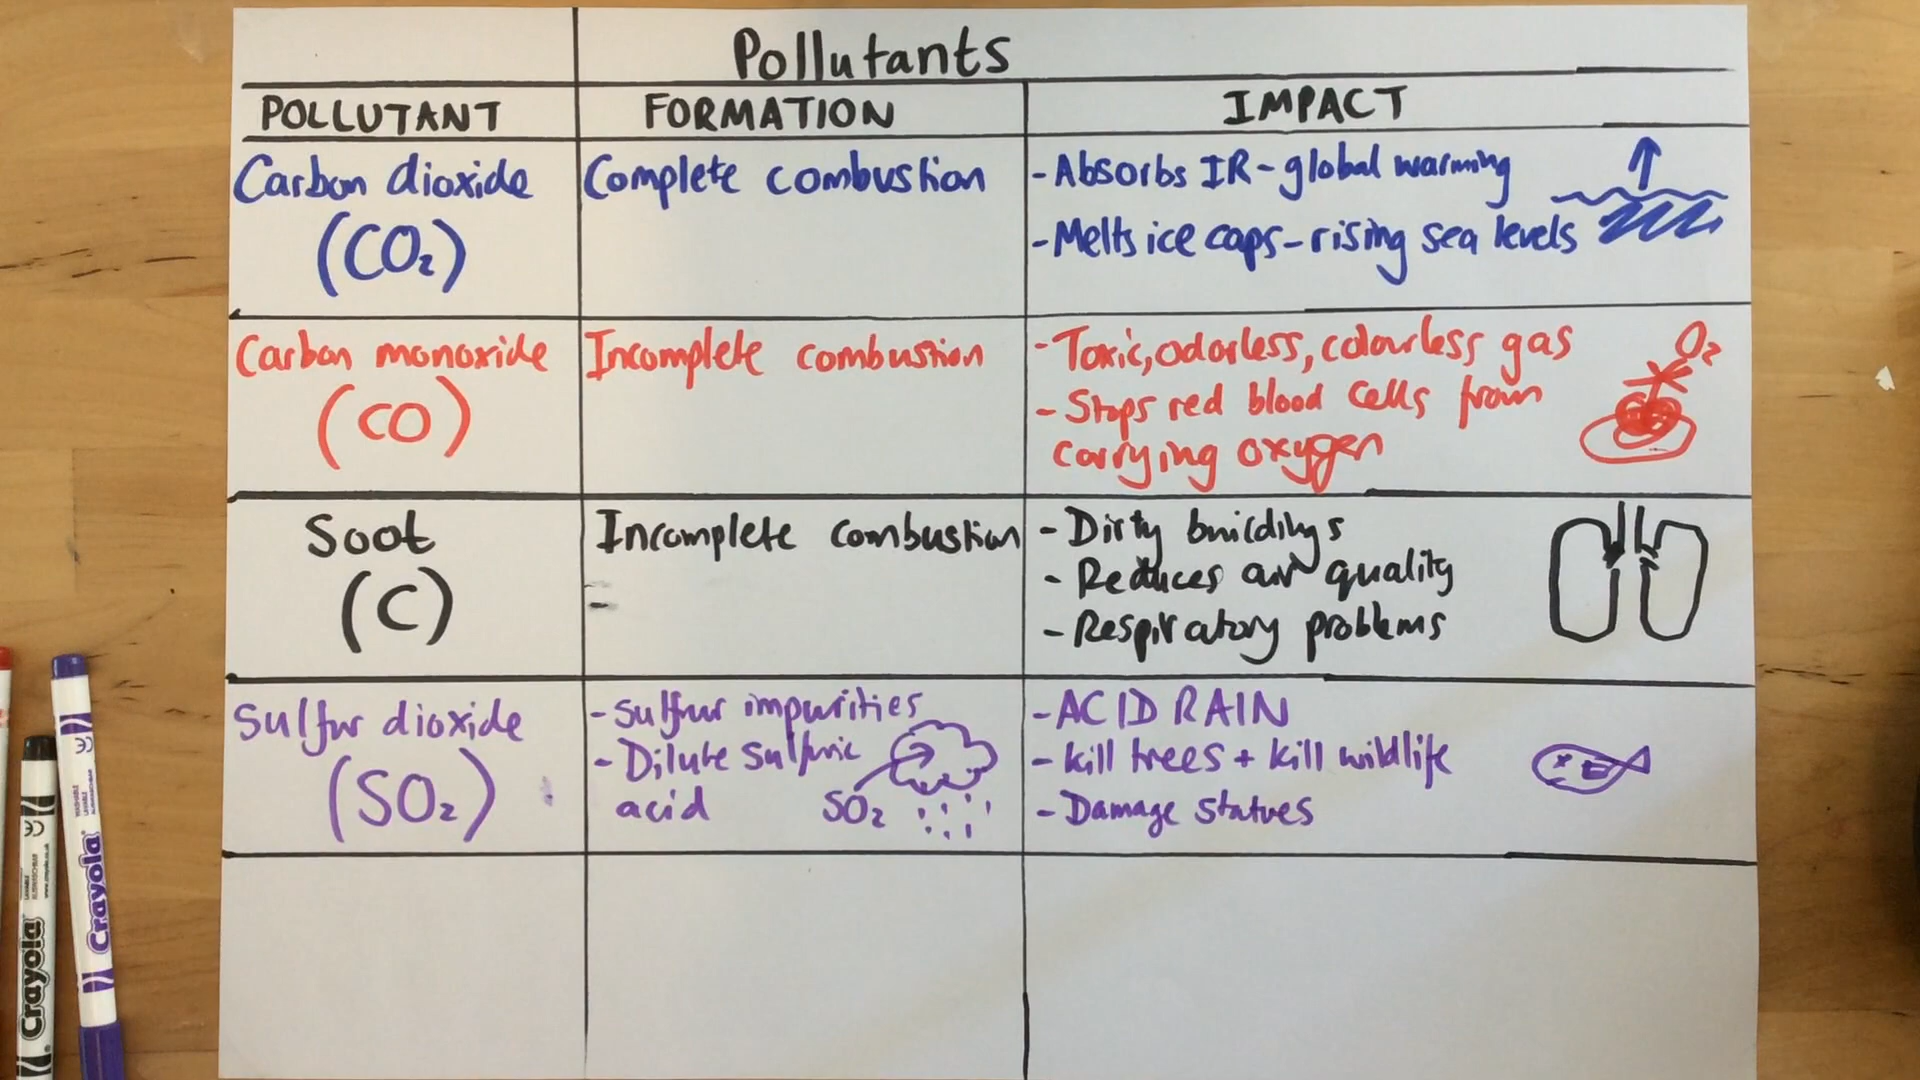 Pollutants
POLLUTANT
FORMATION
IMPACT
Carbon dioxide
(CO₂)
Complete combustion
- Absorbs IR - global warming
- Melts ice caps - rising sea levels
Carbon monoxide
(CO)
Incomplete combustion
- Toxic, odorless, colourless gas
- Stops red blood cells from
carrying oxygen
O₂
Soot
(C)
Incomplete combustion
- Dirty buildings
- Reduces air quality
- Respiratory problems
Sulfur dioxide
(SO₂)
- Sulfur impurities
- Dilute Sulfuric
acid
SO₂
- ACID RAIN
- kill trees + kill wildlife
- Damage statues
Crayola
Crayola